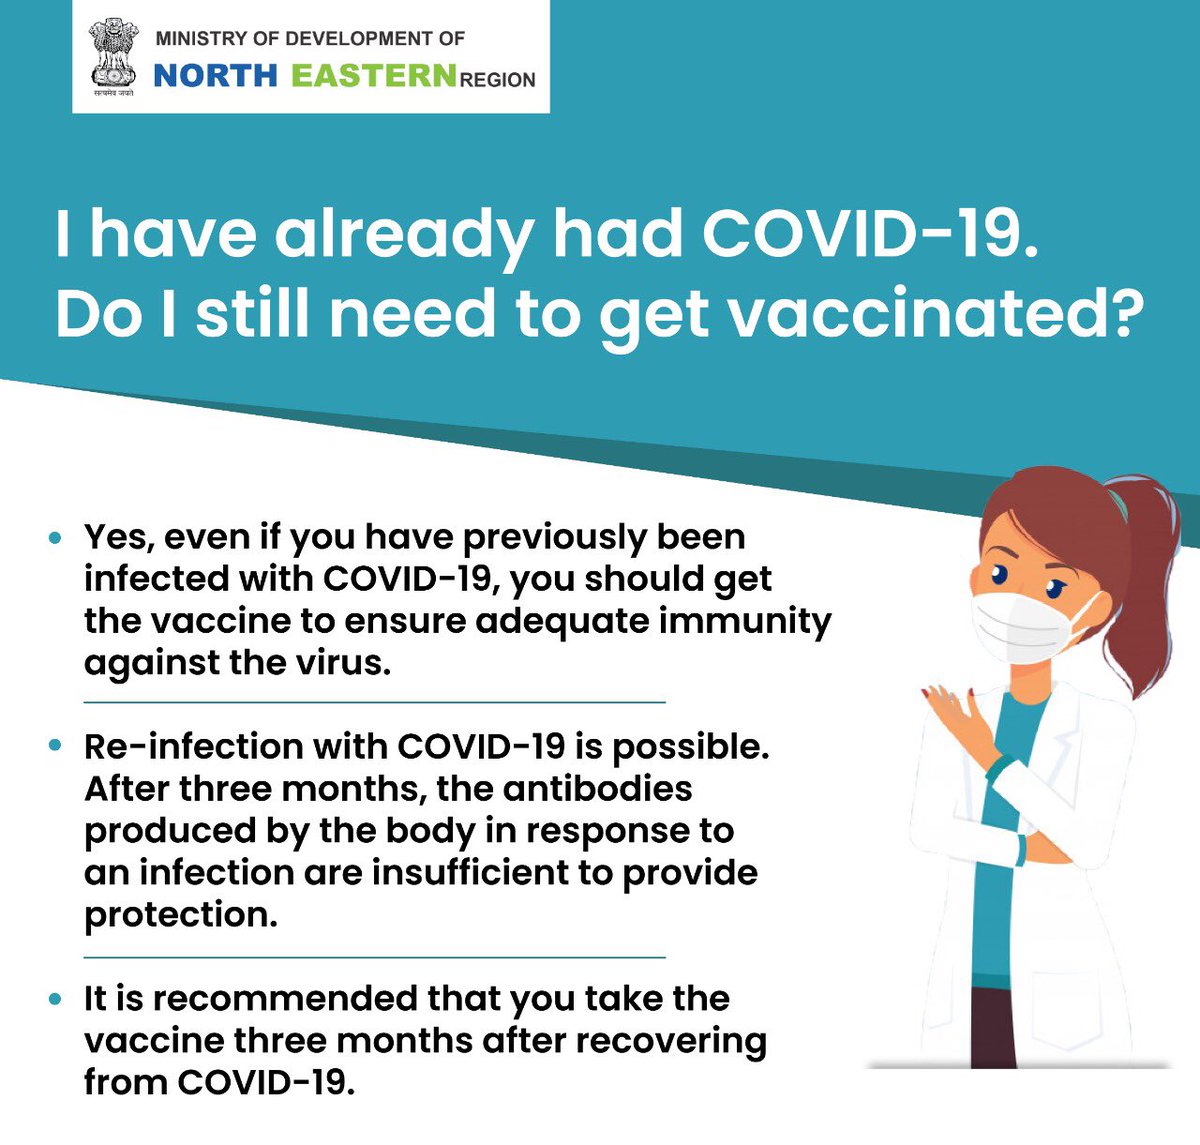 MINISTRY OF DEVELOPMENT OF
NORTH EASTERN REGION
सत्यमेव जयते
I have already had COVID-19.
Do I still need to get vaccinated?
• Yes, even if you have previously been
infected with COVID-19, you should get
the vaccine to ensure adequate immunity
against the virus.
• Re-infection with COVID-19 is possible.
After three months, the antibodies
produced by the body in response to
an infection are insufficient to provide
protection.
• It is recommended that you take the
vaccine three months after recovering
from COVID-19.